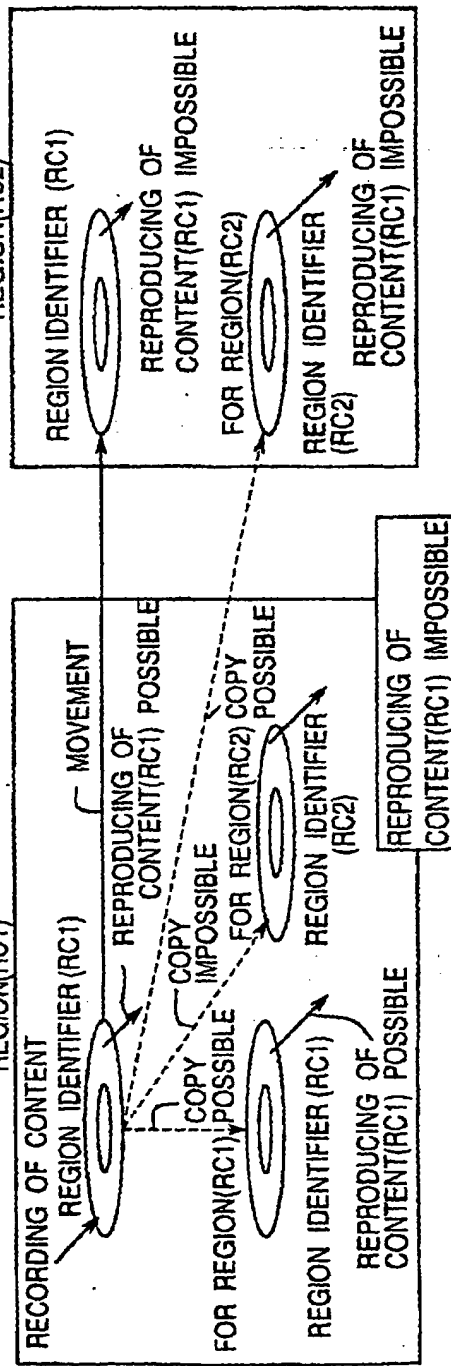 REGION(RC1)
RECORDING OF CONTENT
REGION IDENTIFIER(RC1)
MOVEMENT
REPRODUCING OF
CONTENT(RC1) POSSIBLE
COPY
IMPOSSIBLE
COPY
POSSIBLE
COPY
POSSIBLE
FOR REGION(RC1)
FOR REGION(RC2)
REGION IDENTIFIER(RC1)
REGION IDENTIFIER
(RC2)
REPRODUCING OF
CONTENT(RC1) POSSIBLE
REPRODUCING OF
CONTENT(RC1) IMPOSSIBLE
REGION(RC2)
REGION IDENTIFIER (RC1)
REPRODUCING OF
CONTENT(RC1) IMPOSSIBLE
FOR REGION(RC2)
REGION IDENTIFIER
(RC2)
REPRODUCING OF
CONTENT(RC1) IMPOSSIBLE